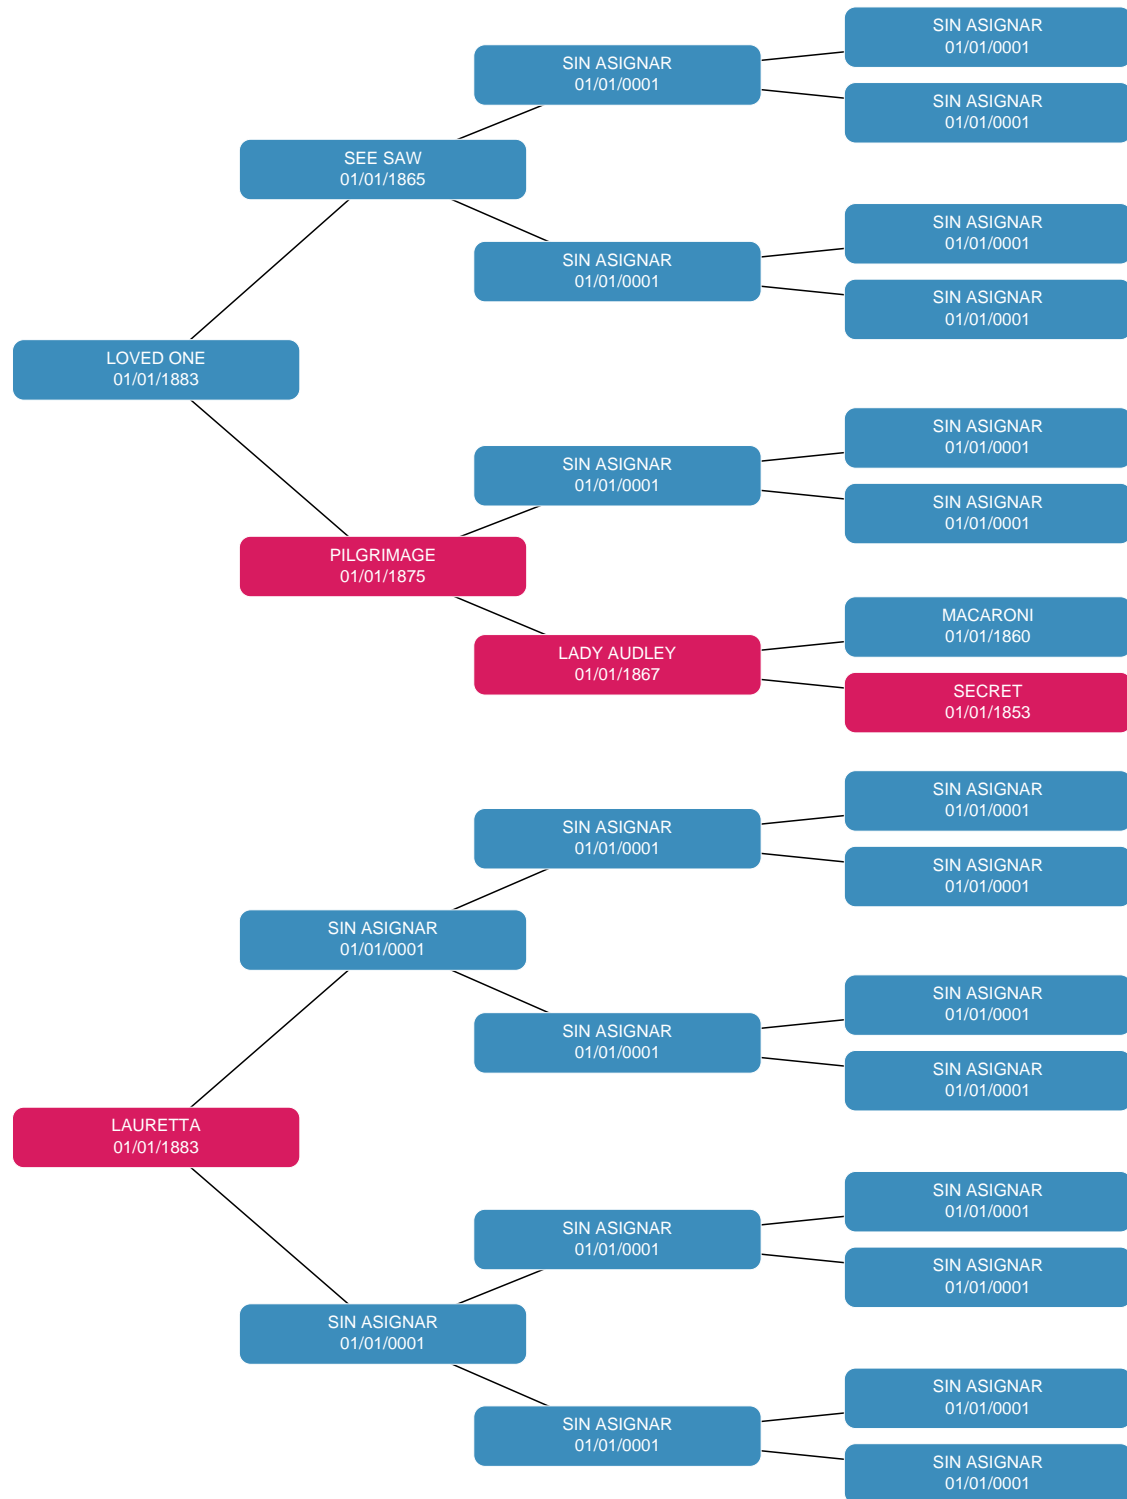 SIN ASIGNAR
01/01/0001
SIN ASIGNAR
01/01/0001
SIN ASIGNAR
01/01/0001
SEE SAW
01/01/1865
SIN ASIGNAR
01/01/0001
SIN ASIGNAR
01/01/0001
SIN ASIGNAR
01/01/0001
LOVED ONE
01/01/1883
SIN ASIGNAR
01/01/0001
SIN ASIGNAR
01/01/0001
SIN ASIGNAR
01/01/0001
PILGRIMAGE
01/01/1875
MACARONI
01/01/1860
LADY AUDLEY
01/01/1867
SECRET
01/01/1853
SIN ASIGNAR
01/01/0001
SIN ASIGNAR
01/01/0001
SIN ASIGNAR
01/01/0001
SIN ASIGNAR
01/01/0001
SIN ASIGNAR
01/01/0001
SIN ASIGNAR
01/01/0001
SIN ASIGNAR
01/01/0001
LAURETTA
01/01/1883
SIN ASIGNAR
01/01/0001
SIN ASIGNAR
01/01/0001
SIN ASIGNAR
01/01/0001
SIN ASIGNAR
01/01/0001
SIN ASIGNAR
01/01/0001
SIN ASIGNAR
01/01/0001
SIN ASIGNAR
01/01/0001